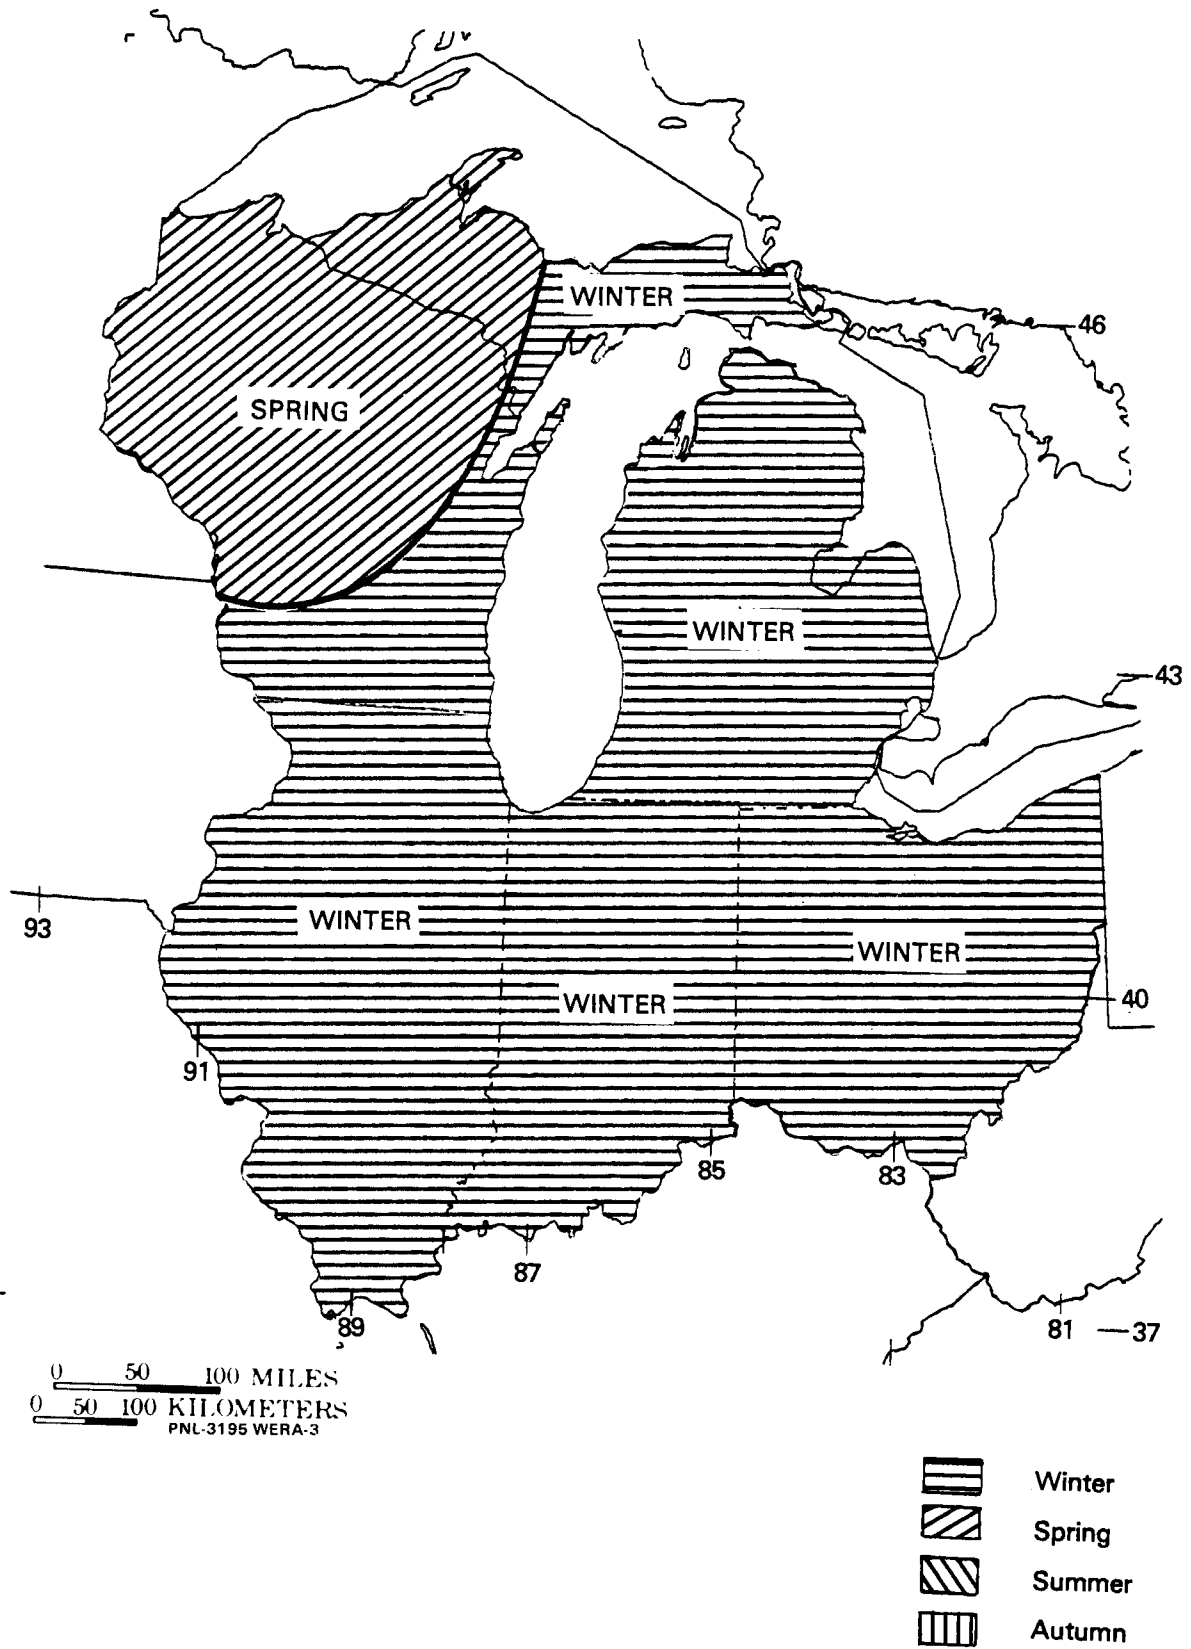 WINTER
46
SPRING
WINTER
43
WINTER
93
WINTER
WINTER
40
91
85
83
87
89
81
37
0 50 100 MILES
0 50 100 KILOMETERS
PNL-3195 WERA-3
Winter
Spring
Summer
Autumn